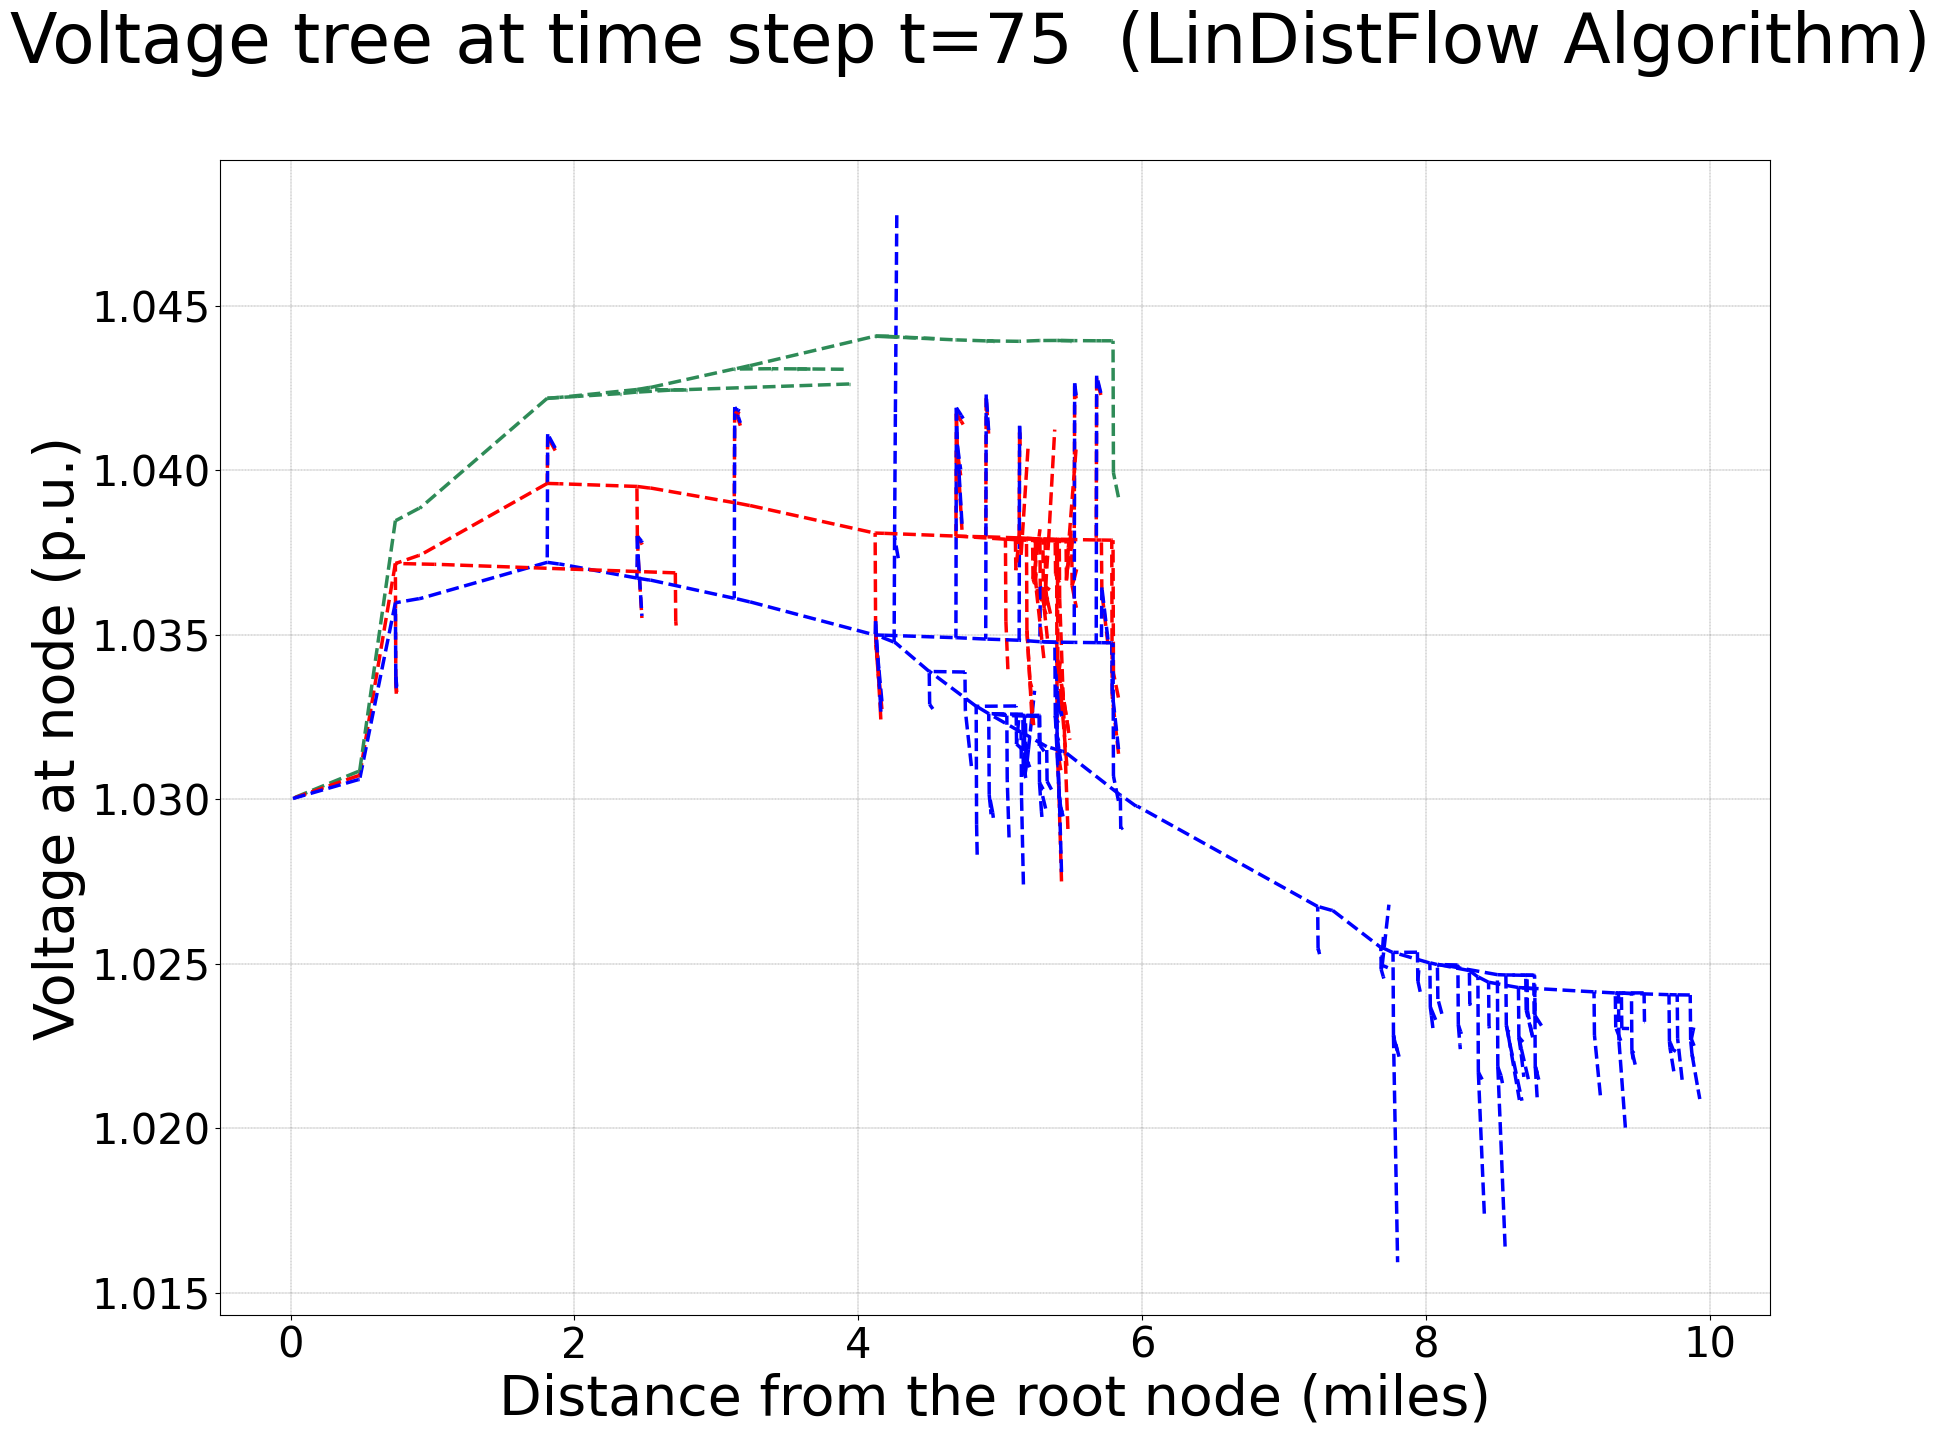 Voltage tree at time step t=75  (LinDistFlow Algorithm)
Voltage at node (p.u.)
1.045
1.040
1.035
1.030
1.025
1.020
1.015
0 2 4 6 8 10
Distance from the root node (miles)